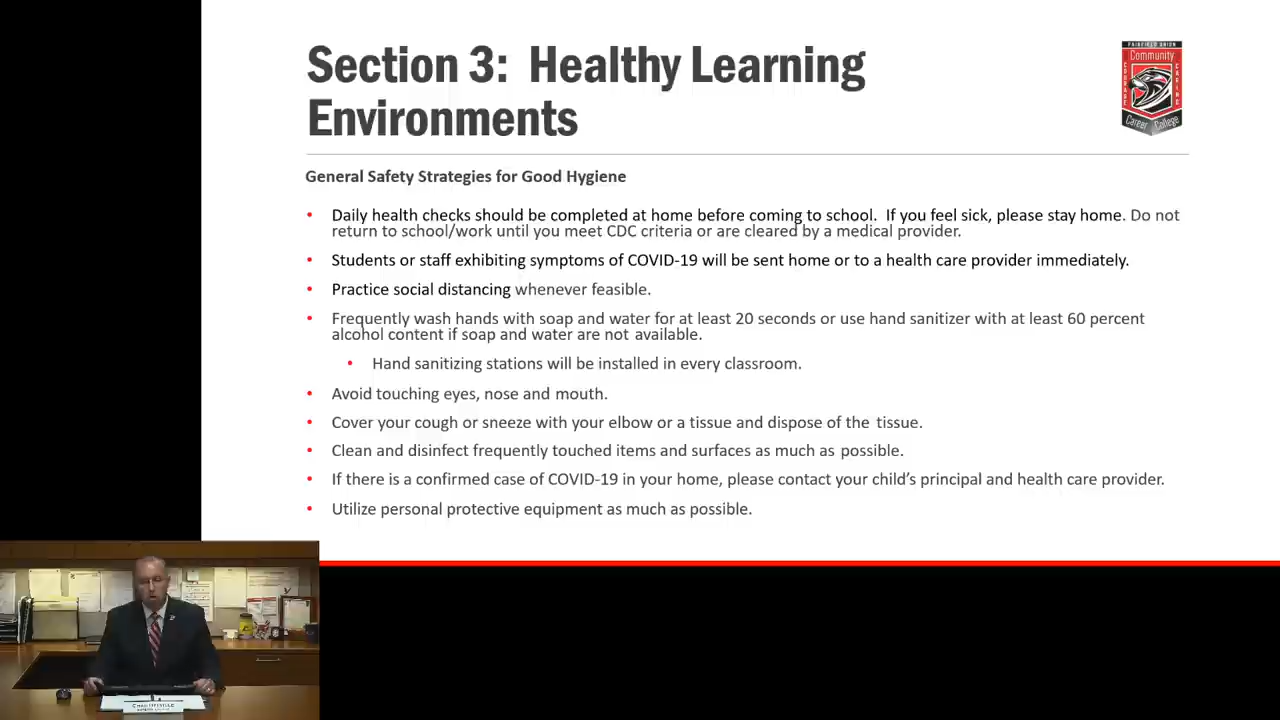 Section 3: Healthy Learning
Environments
FAIRFIELD UNION
Community
COURAGE
CARING
Career College
General Safety Strategies for Good Hygiene
• Daily health checks should be completed at home before coming to school. If you feel sick, please stay home. Do not
return to school/work until you meet CDC criteria or are cleared by a medical provider.
• Students or staff exhibiting symptoms of COVID-19 will be sent home or to a health care provider immediately.
• Practice social distancing whenever feasible.
• Frequently wash hands with soap and water for at least 20 seconds or use hand sanitizer with at least 60 percent
alcohol content if soap and water are not available.
• Hand sanitizing stations will be installed in every classroom.
• Avoid touching eyes, nose and mouth.
• Cover your cough or sneeze with your elbow or a tissue and dispose of the tissue.
• Clean and disinfect frequently touched items and surfaces as much as possible.
• If there is a confirmed case of COVID-19 in your home, please contact your child’s principal and health care provider.
• Utilize personal protective equipment as much as possible.